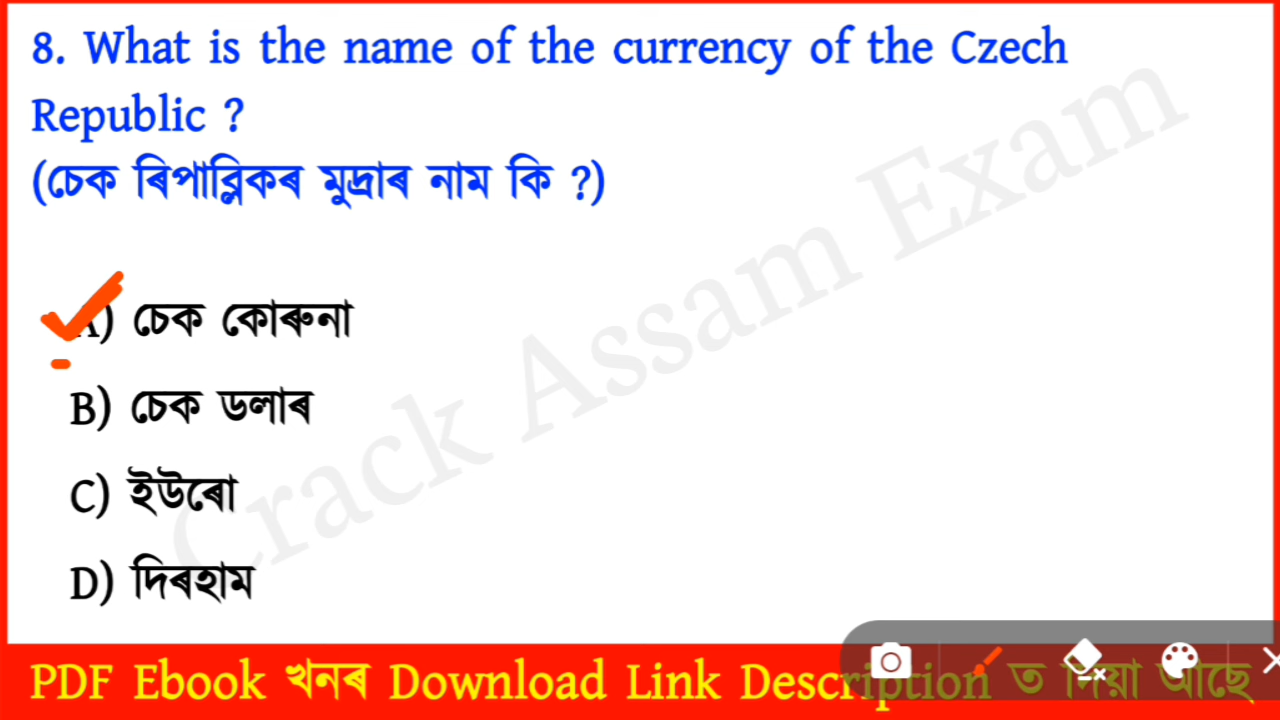 8. What is the name of the currency of the Czech
Republic ?
(চেক ৰিপাব্লিকৰ মুদ্ৰাৰ নাম কি ?)
A) চেক কোৰুনা
B) চেক ডলাৰ
C) ইউৰো
D) দিৰহাম
Crack Assam Exam
PDF Ebook খনৰ Download Link Description ত দিয়া আছে